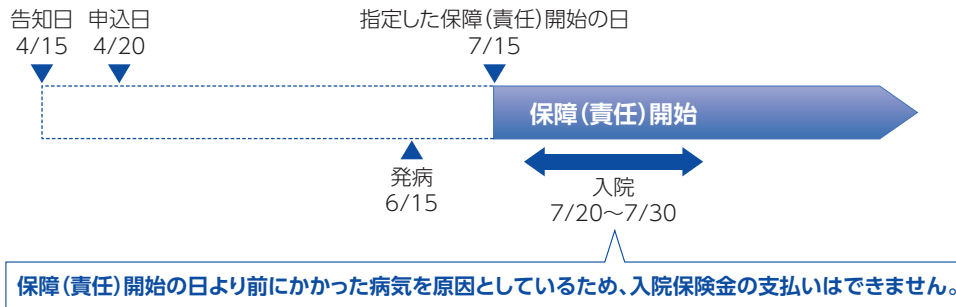 告知日 申込日 指定した保障(責任)開始の日
4/15 4/20 7/15
保障(責任)開始
発病
6/15
入院
7/20〜7/30
保障(責任)開始の日より前にかかった病気を原因としているため、入院保険金の支払いはできません。